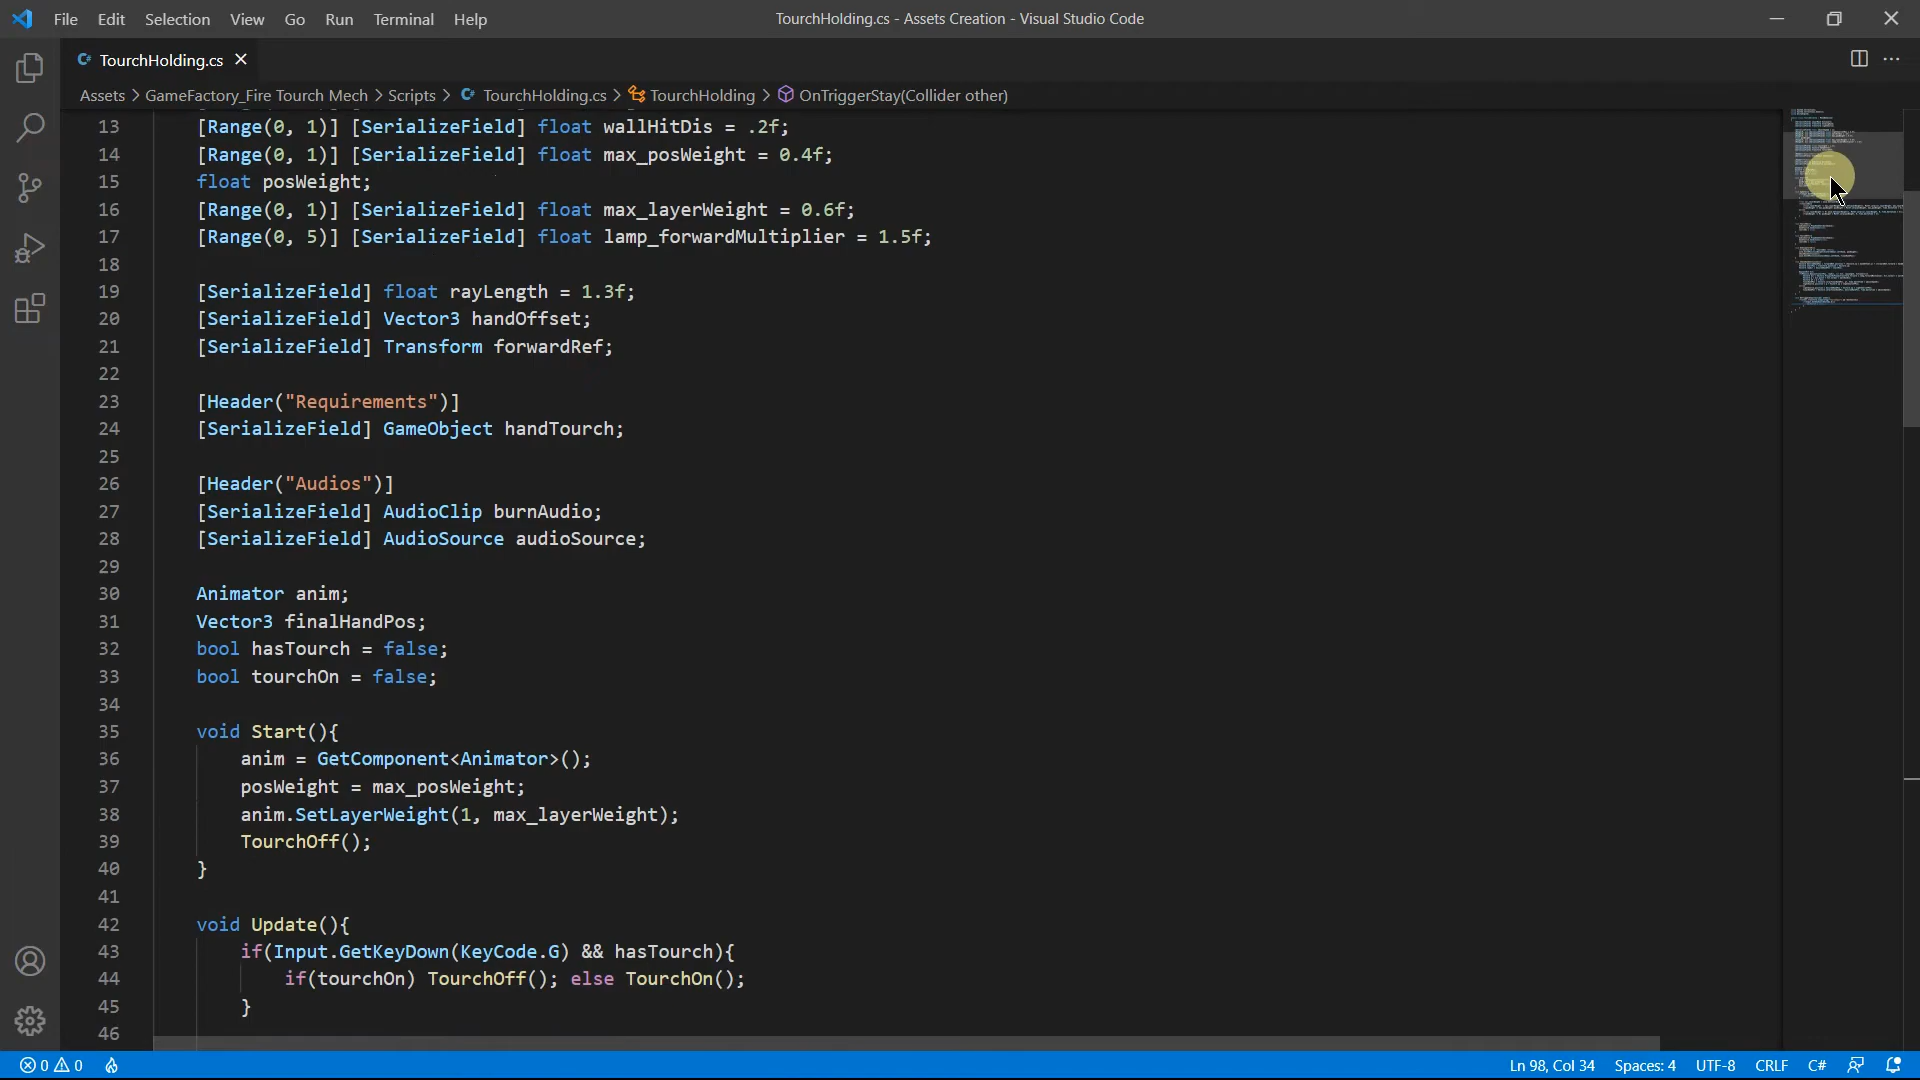 File Edit Selection View Go Run Terminal Help
TourchHolding.cs - Assets Creation - Visual Studio Code
TourchHolding.cs
Assets > GameFactory_Fire Tourch Mech > Scripts > TourchHolding.cs > TourchHolding > OnTriggerStay(Collider other)
13 [Range(0, 1)] [SerializeField] float wallHitDis = .2f;
14 [Range(0, 1)] [SerializeField] float max_posWeight = 0.4f;
15 float posWeight;
16 [Range(0, 1)] [SerializeField] float max_layerWeight = 0.6f;
17 [Range(0, 5)] [SerializeField] float lamp_forwardMultiplier = 1.5f;
18
19 [SerializeField] float rayLength = 1.3f;
20 [SerializeField] Vector3 handOffset;
21 [SerializeField] Transform forwardRef;
22
23 [Header("Requirements")]
24 [SerializeField] GameObject handTourch;
25
26 [Header("Audios")]
27 [SerializeField] AudioClip burnAudio;
28 [SerializeField] AudioSource audioSource;
29
30 Animator anim;
31 Vector3 finalHandPos;
32 bool hasTourch = false;
33 bool tourchOn = false;
34
35 void Start(){
36 anim = GetComponent<Animator>();
37 posWeight = max_posWeight;
38 anim.SetLayerWeight(1, max_layerWeight);
39 TourchOff();
40 }
41
42 void Update(){
43 if(Input.GetKeyDown(KeyCode.G) && hasTourch){
44 if(tourchOn) TourchOff(); else TourchOn();
45 }
46
0 0 Ln 98, Col 34 Spaces: 4 UTF-8 CRLF C#